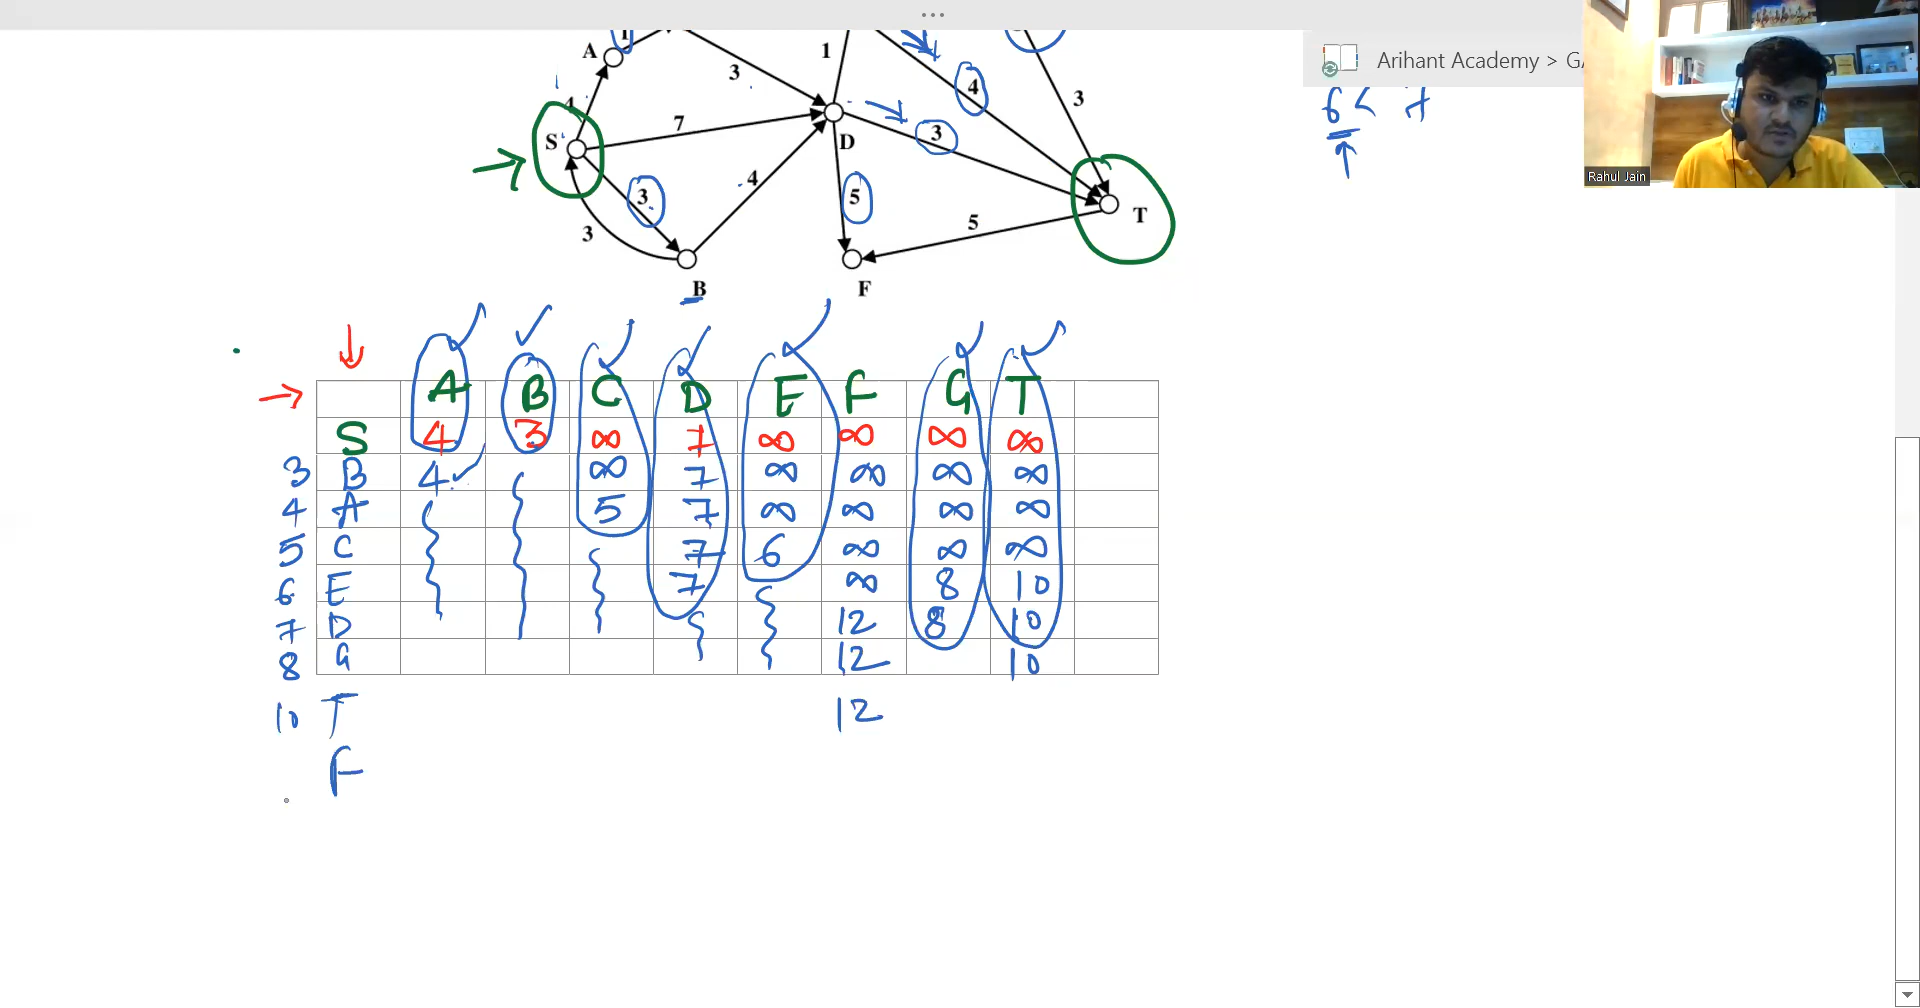 Arihant Academy >
6 < 7
Rahul Jain
A
1
3
1
4
3
4
S
7
D
3
T
3
4
5
5
3
B
F
A B C D E F G T
S 4 3 ∞ 7 ∞ ∞ ∞ ∞
3 B 4 ∞ 7 ∞ ∞ ∞ ∞
4 A 5 7 ∞ ∞ ∞ ∞
5 C 7 6 ∞ ∞ ∞
6 E 7 ∞ 8 10
7 D 12 8 10
8 G 12 10
10 T 12
F